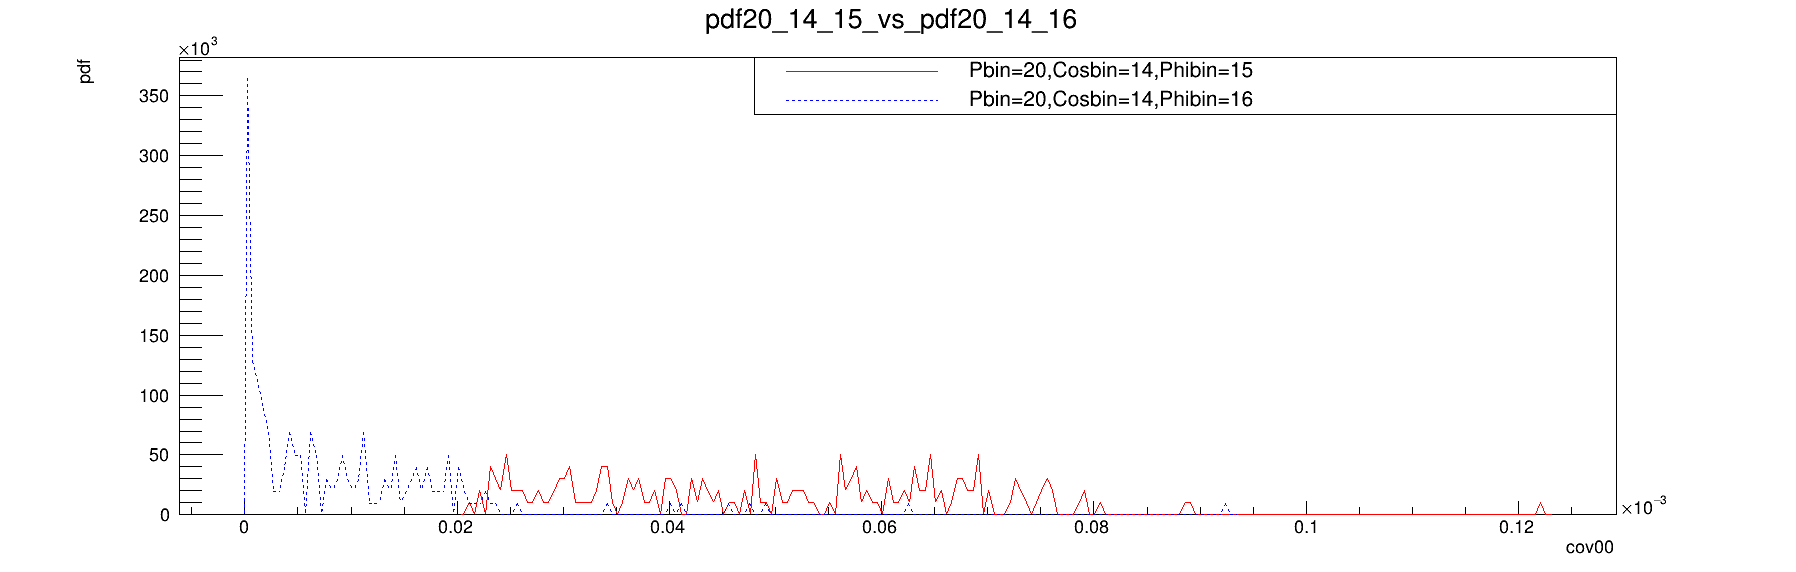 pdf20_14_15_vs_pdf20_14_16
×10³
pdf
Pbin=20,Cosbin=14,Phibin=15
Pbin=20,Cosbin=14,Phibin=16
350
300
250
200
150
100
50
0
0 0.02 0.04 0.06 0.08 0.1 0.12
×10⁻³
cov00